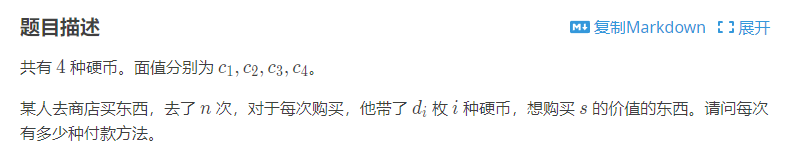 题目描述
复制Markdown 展开
共有 4 种硬币。面值分别为 c₁, c₂, c₃, c₄。
某人去商店买东西，去了 n 次，对于每次购买，他带了 dᵢ 枚 i 种硬币，想购买 s 的价值的东西。请问每次
有多少种付款方法。